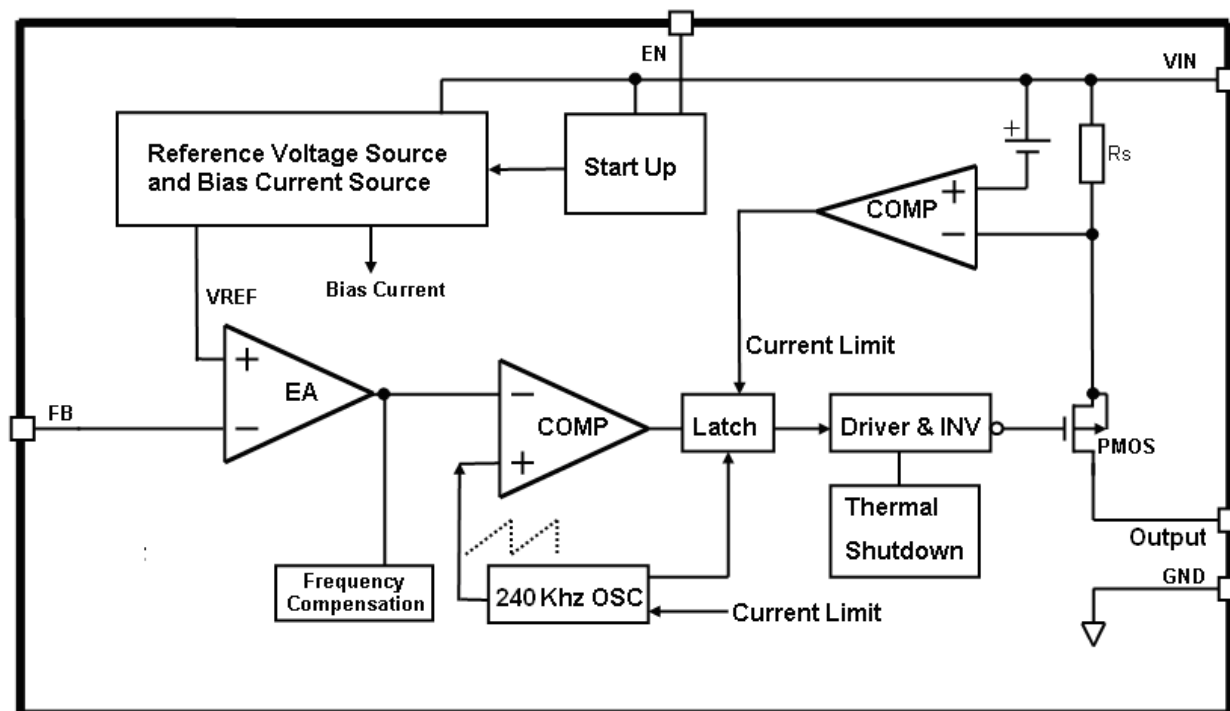 EN
VIN
Reference Voltage Source
and Bias Current Source
Start Up
+
Rs
COMP
+
−
Bias Current
VREF
Current Limit
+
EA
−
FB
−
COMP
+
Latch
Driver & INV
PMOS
Thermal
Shutdown
Output
GND
Frequency
Compensation
240 Khz OSC
Current Limit